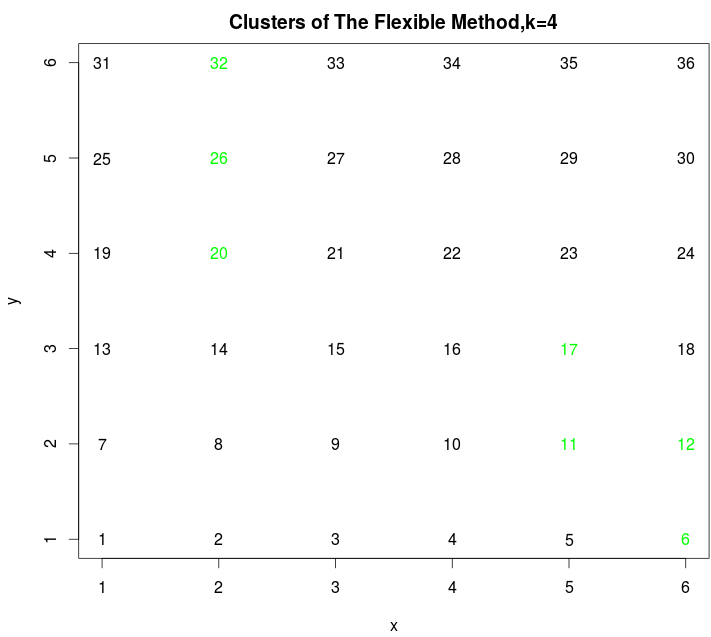 Clusters of The Flexible Method,k=4
6 31 32 33 34 35 36
5 25 26 27 28 29 30
4 19 20 21 22 23 24
y
3 13 14 15 16 17 18
2 7 8 9 10 11 12
1 1 2 3 4 5 6
1 2 3 4 5 6
x